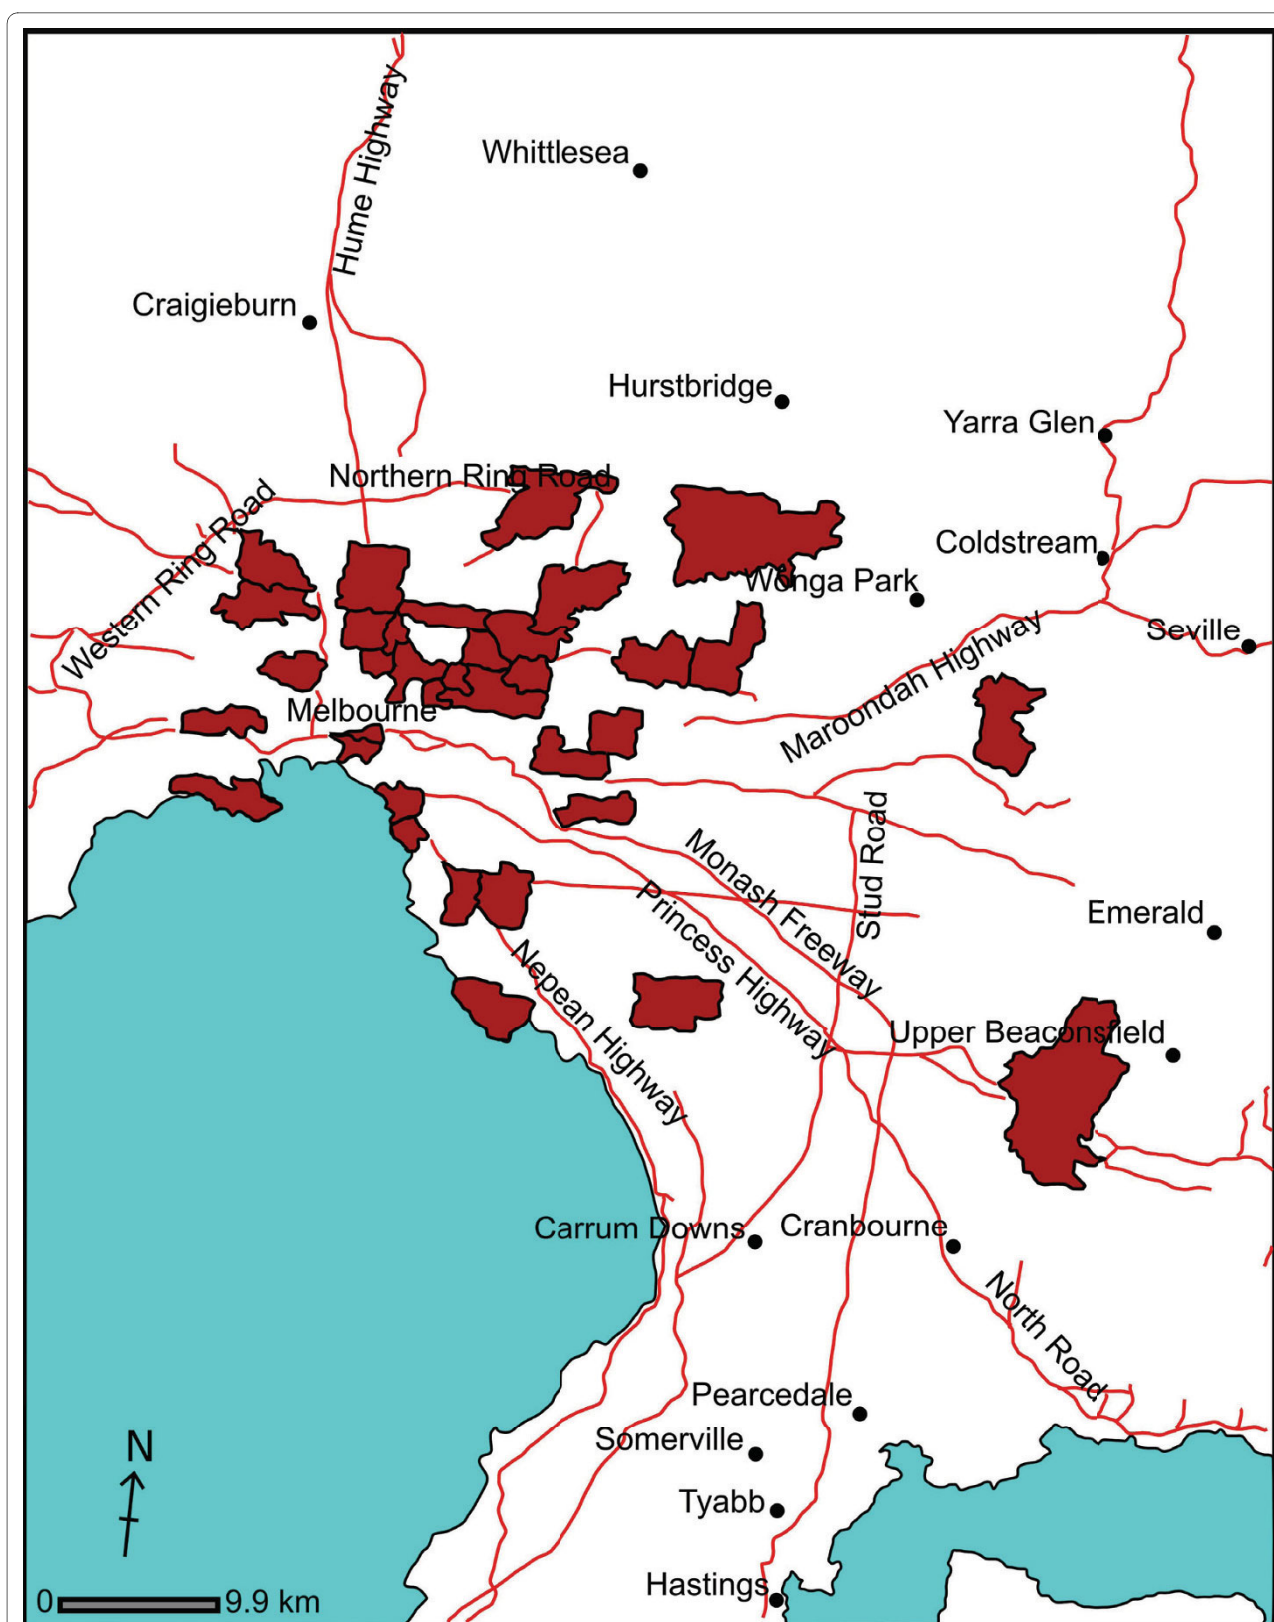 Hume Highway
Whittlesea
Craigieburn
Hurstbridge
Yarra Glen
Northern Ring Road
Western Ring Road
Coldstream
Wonga Park
Seville
Maroondah Highway
Melbourne
Stud Road
Monash Freeway
Princess Highway
Emerald
Nepean Highway
Upper Beaconsfield
Carrum Downs
Cranbourne
North Road
Pearcedale
Somerville
N
Tyabb
Hastings
0 9.9 km